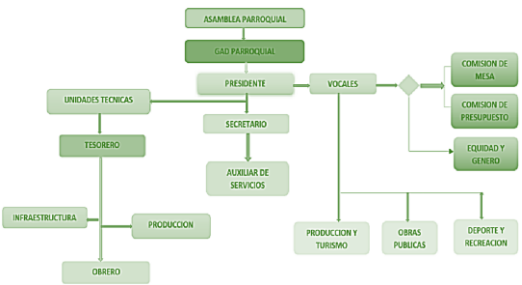 ASAMBLEA PARROQUIAL
GAD PARROQUIAL
PRESIDENTE
VOCALES
COMISION DE
MESA
UNIDADES TECNICAS
COMISION DE
PRESUPUESTO
SECRETARIO
TESORERO
EQUIDAD Y
GENERO
AUXILIAR DE
SERVICIOS
INFRAESTRUCTURA
PRODUCCION
PRODUCCION Y
TURISMO
OBRAS
PUBLICAS
DEPORTE Y
RECREACION
OBRERO